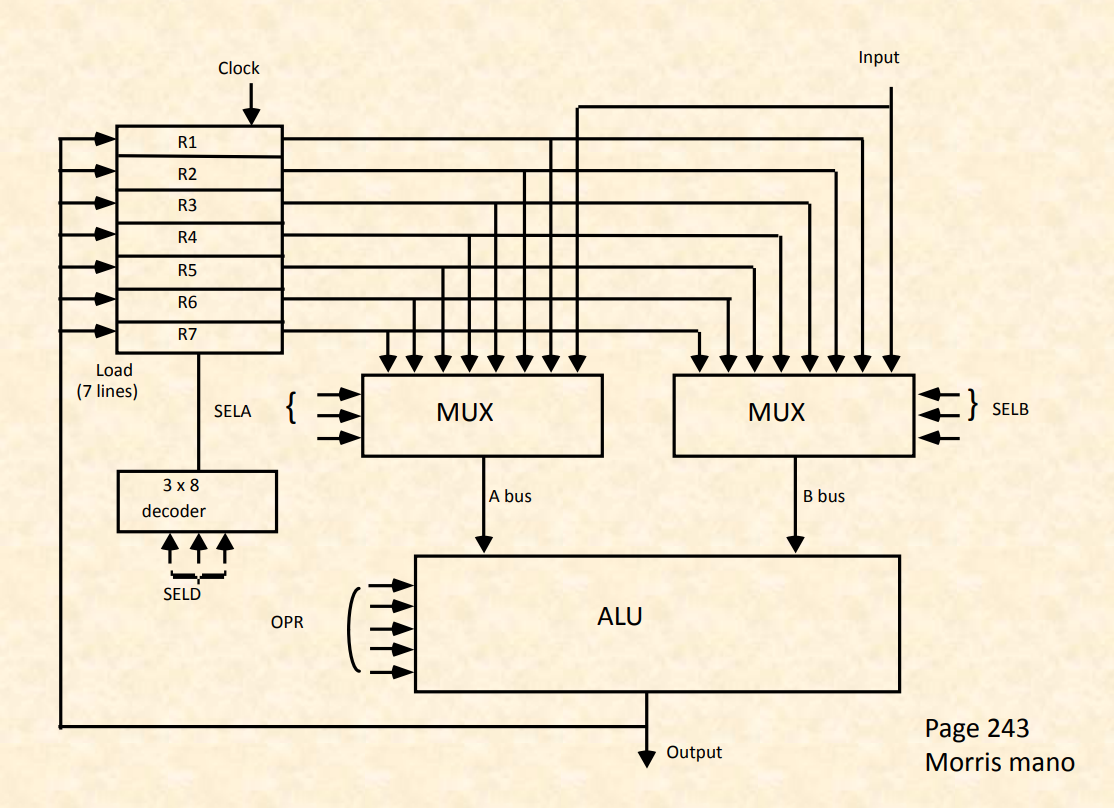 Input
Clock
R1
R2
R3
R4
R5
R6
R7
Load
(7 lines)
SELA
{
MUX
MUX
}
SELB
3 x 8
decoder
A bus
B bus
SELD
OPR
ALU
Output
Page 243
Morris mano